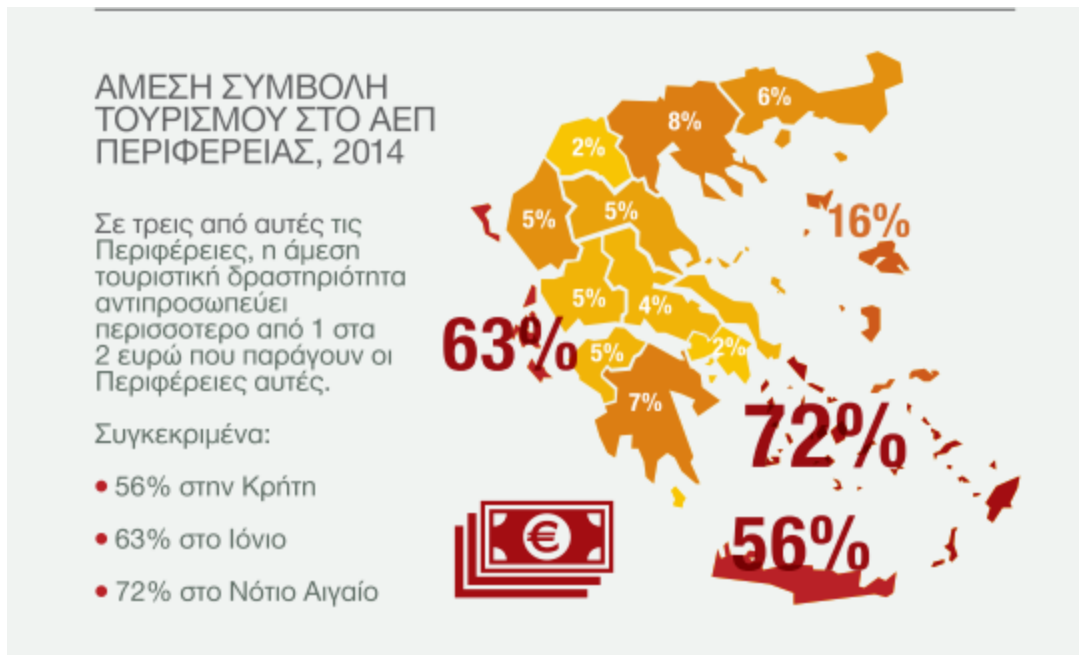 ΑΜΕΣΗ ΣΥΜΒΟΛΗ
ΤΟΥΡΙΣΜΟΥ ΣΤΟ ΑΕΠ
ΠΕΡΙΦΕΡΕΙΑΣ, 2014
Σε τρεις από αυτές τις
Περιφέρειες, η άμεση
τουριστική δραστηριότητα
αντιπροσωπεύει
περισσοτερο από 1 στα
2 ευρώ που παράγουν οι
Περιφέρειες αυτές.
Συγκεκριμένα:
• 56% στην Κρήτη
• 63% στο Ιόνιο
• 72% στο Νότιο Αιγαίο
6%
8%
2%
5%
5%
16%
5%
4%
63%
5%
2%
7%
72%
56%
€